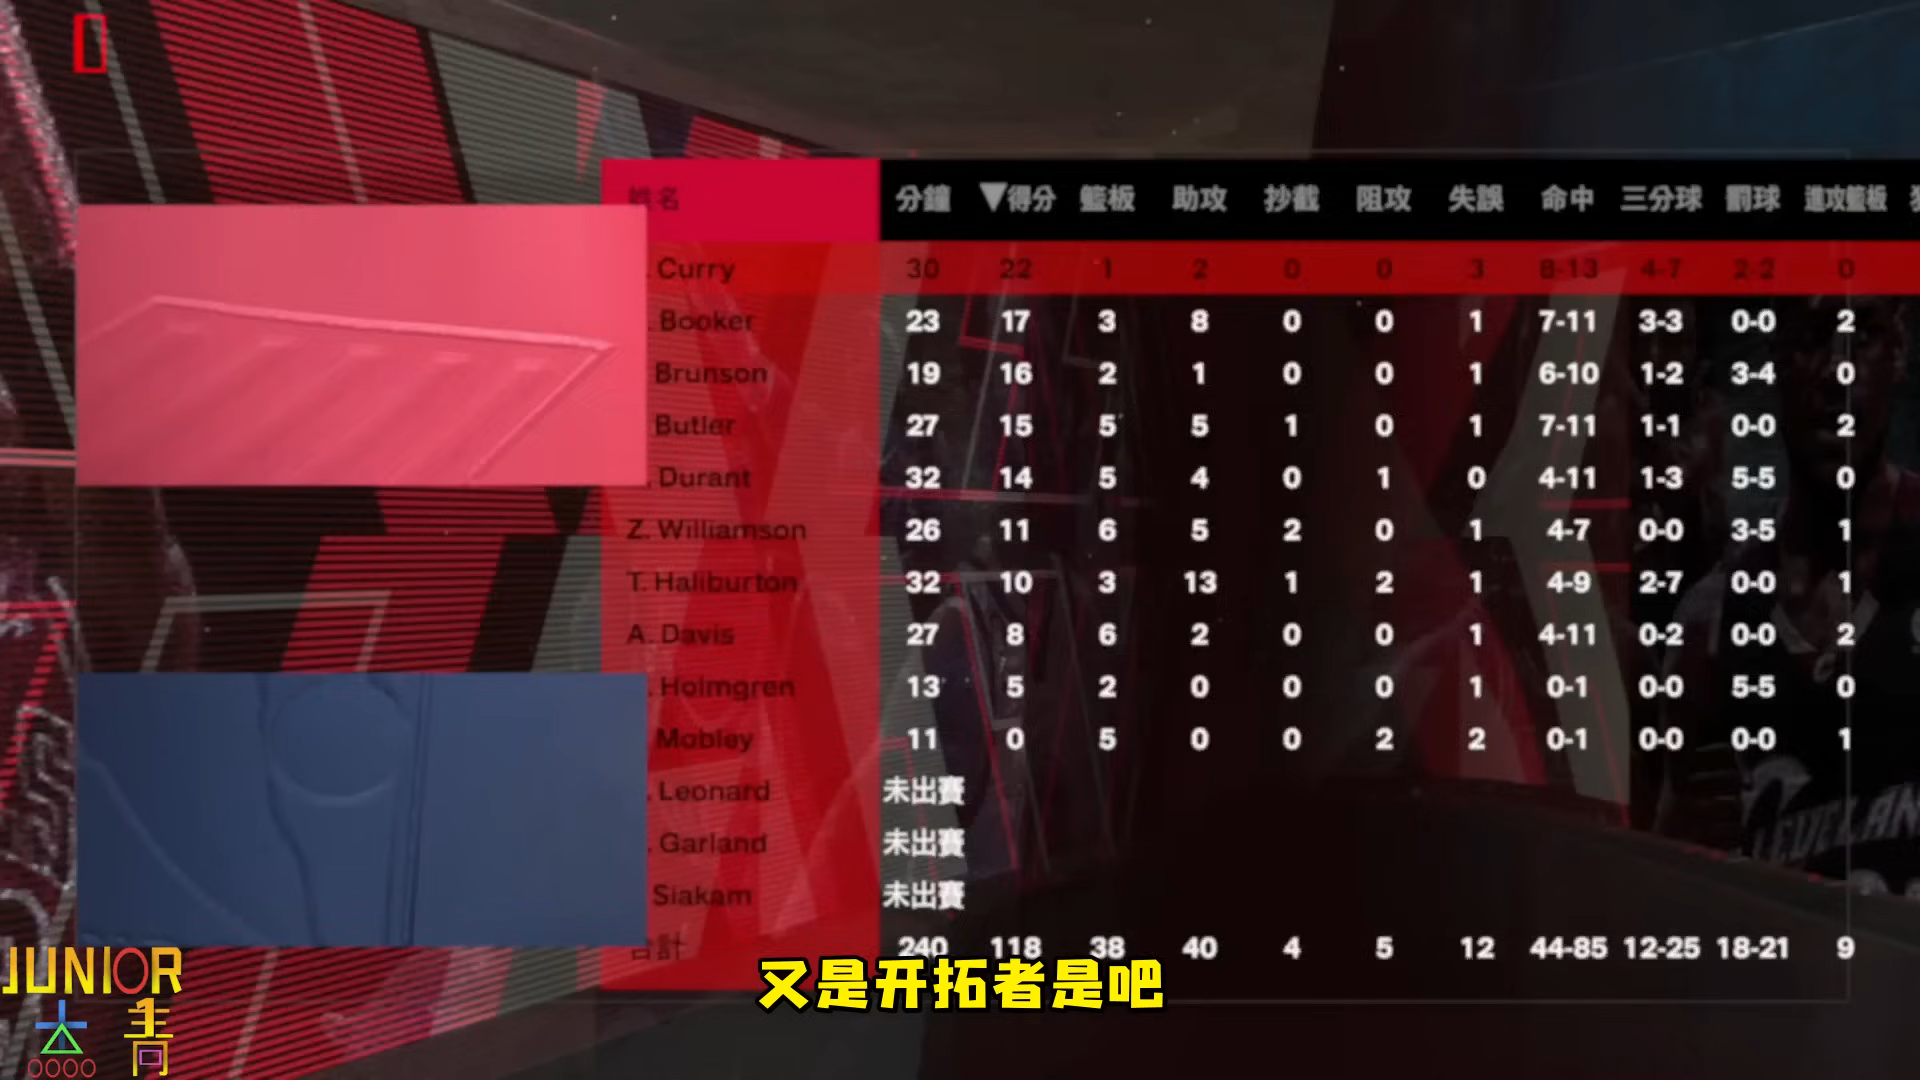 姓名 分鐘 ▼得分 籃板 助攻 抄截 阻攻 失誤 命中 三分球 罰球 進攻籃板
. Curry 30 22 1 2 0 0 3 8-13 4-7 2-2 0
. Booker 23 17 3 8 0 0 1 7-11 3-3 0-0 2
Brunson 19 16 2 1 0 0 1 6-10 1-2 3-4 0
Butler 27 15 5 5 1 0 1 7-11 1-1 0-0 2
. Durant 32 14 5 4 0 1 0 4-11 1-3 5-5 0
Z. Williamson 26 11 6 5 2 0 1 4-7 0-0 3-5 1
T. Haliburton 32 10 3 13 1 2 1 4-9 2-7 0-0 1
A. Davis 27 8 6 2 0 0 1 4-11 0-2 0-0 2
. Holmgren 13 5 2 0 0 0 1 0-1 0-0 5-5 0
Mobley 11 0 5 0 0 2 2 0-1 0-0 0-0 1
. Leonard 未出賽
. Garland 未出賽
Siakam 未出賽
合計 240 118 38 40 4 5 12 44-85 12-25 18-21 9
又是开拓者是吧
JUNIOR